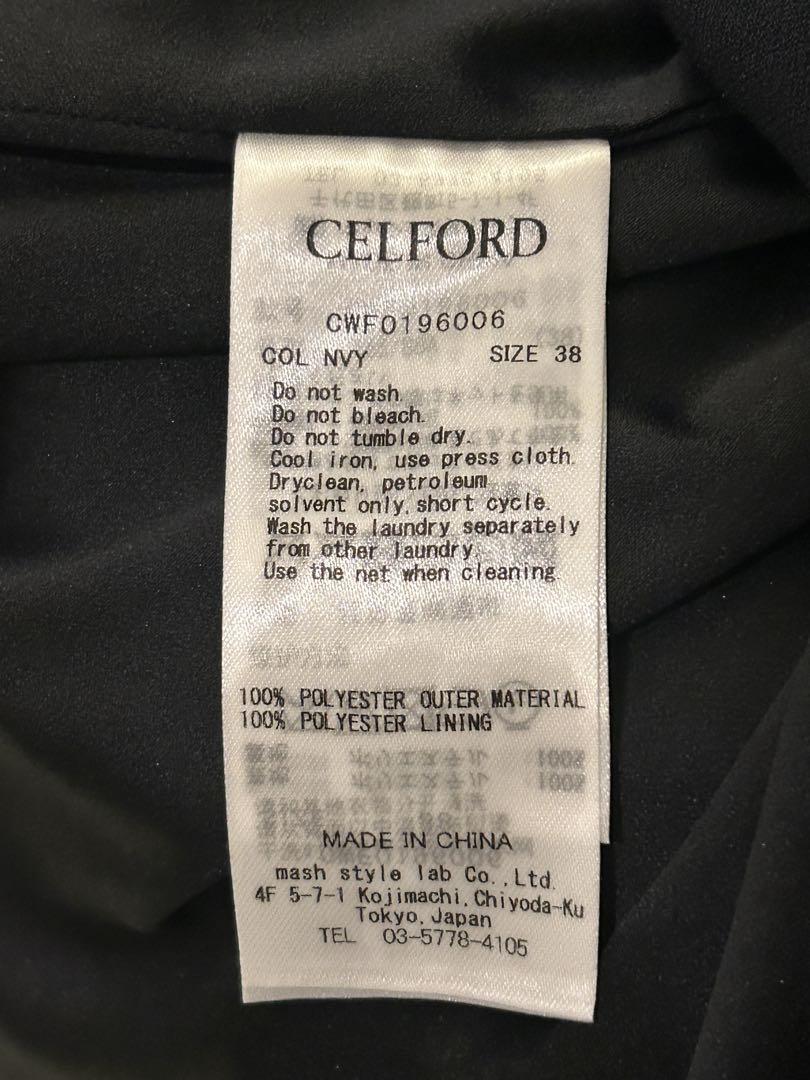 CELFORD
CWF0196006
COL NVY SIZE 38
Do not wash.
Do not bleach.
Do not tumble dry.
Cool iron, use press cloth.
Dryclean, petroleum
solvent only, short cycle.
Wash the laundry separately
from other laundry.
Use the net when cleaning.
100% POLYESTER OUTER MATERIAL
100% POLYESTER LINING
MADE IN CHINA
mash style lab Co.,Ltd.
4F 5-7-1 Kojimachi,Chiyoda-Ku
Tokyo,Japan
TEL 03-5778-4105